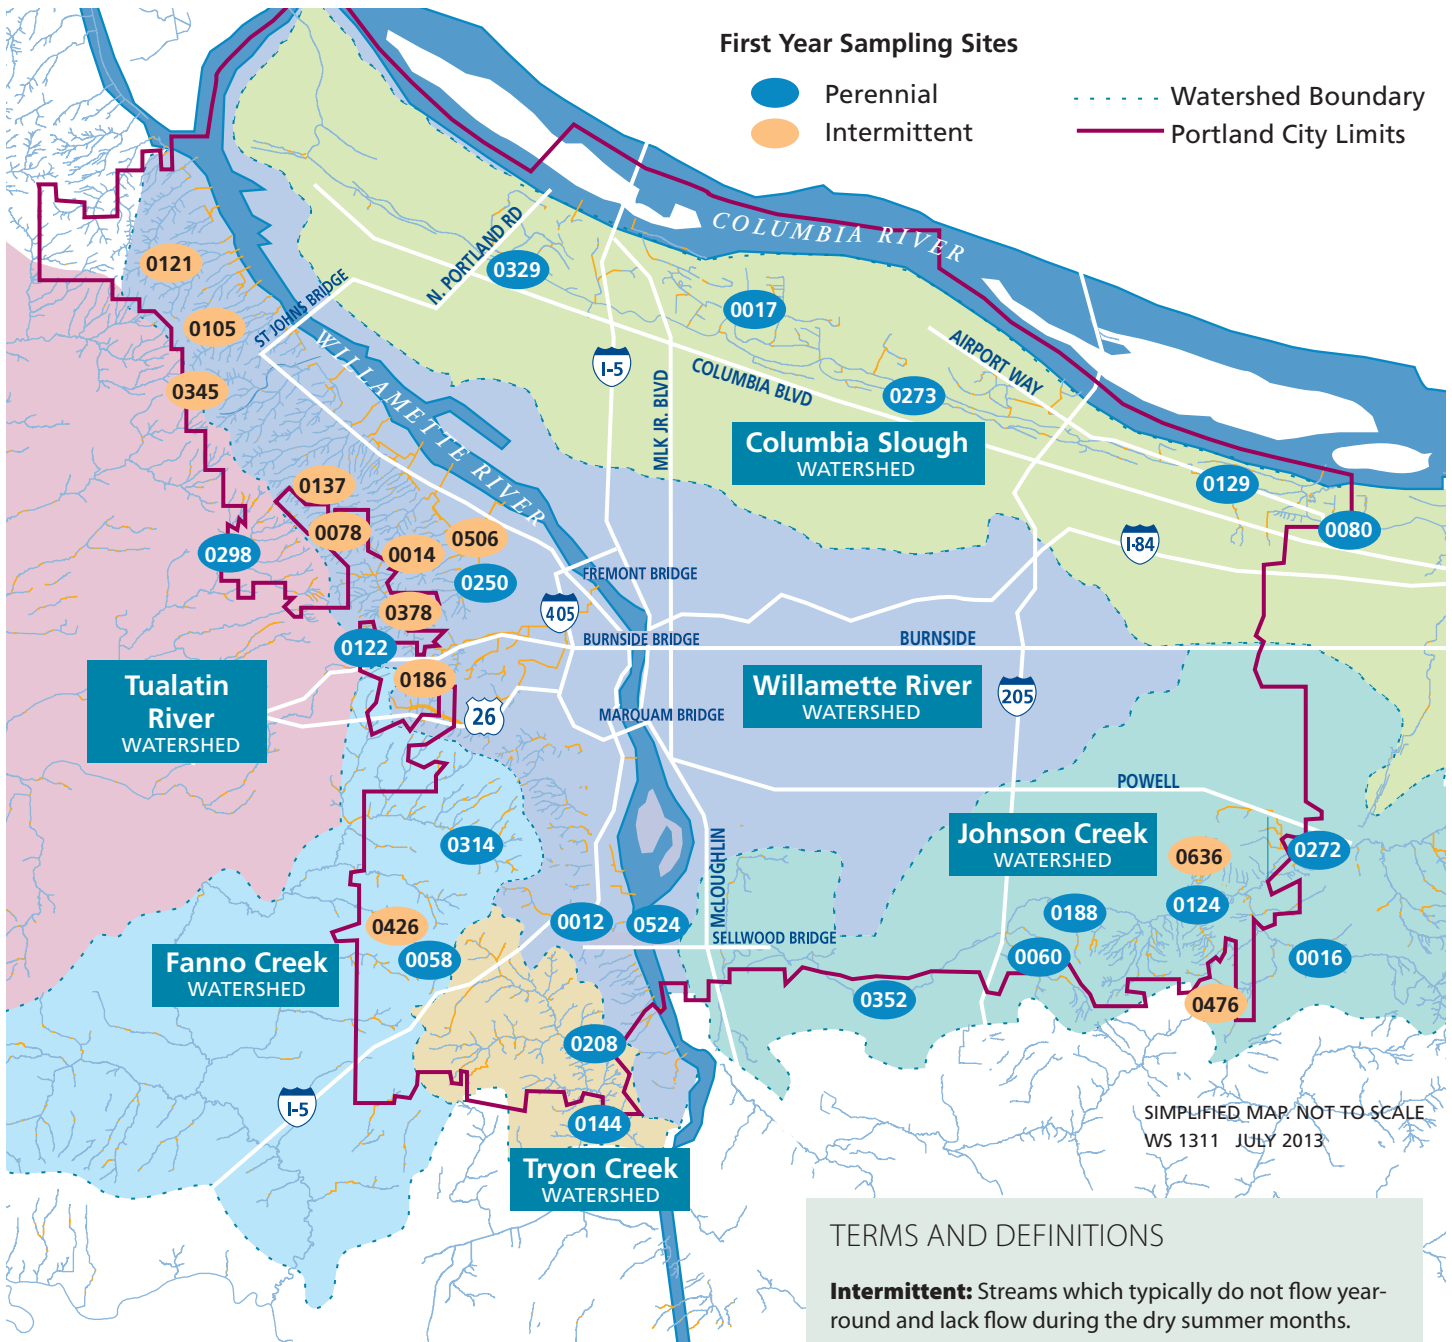 First Year Sampling Sites
Perennial
Intermittent
Watershed Boundary
Portland City Limits
COLUMBIA RIVER
N. PORTLAND RD
0329
0121
0017
0105
ST JOHNS BRIDGE
WILLAMETTE RIVER
I-5
AIRPORT WAY
COLUMBIA BLVD
MLK JR. BLVD
0345
0273
Columbia Slough
WATERSHED
0137
0129
0078
0506
0080
0298
0014
I-84
0250
FREMONT BRIDGE
0378
405
0122
BURNSIDE BRIDGE
BURNSIDE
0186
Tualatin
River
WATERSHED
Willamette River
WATERSHED
205
26
MARQUAM BRIDGE
POWELL
0314
McLOUGHLIN
Johnson Creek
WATERSHED
0636
0272
0124
0188
0426
0012
0524
SELLWOOD BRIDGE
0058
0060
0016
Fanno Creek
WATERSHED
0352
0476
0208
I-5
0144
SIMPLIFIED MAP. NOT TO SCALE
WS 1311 JULY 2013
Tryon Creek
WATERSHED
TERMS AND DEFINITIONS
Intermittent: Streams which typically do not flow year-
round and lack flow during the dry summer months.